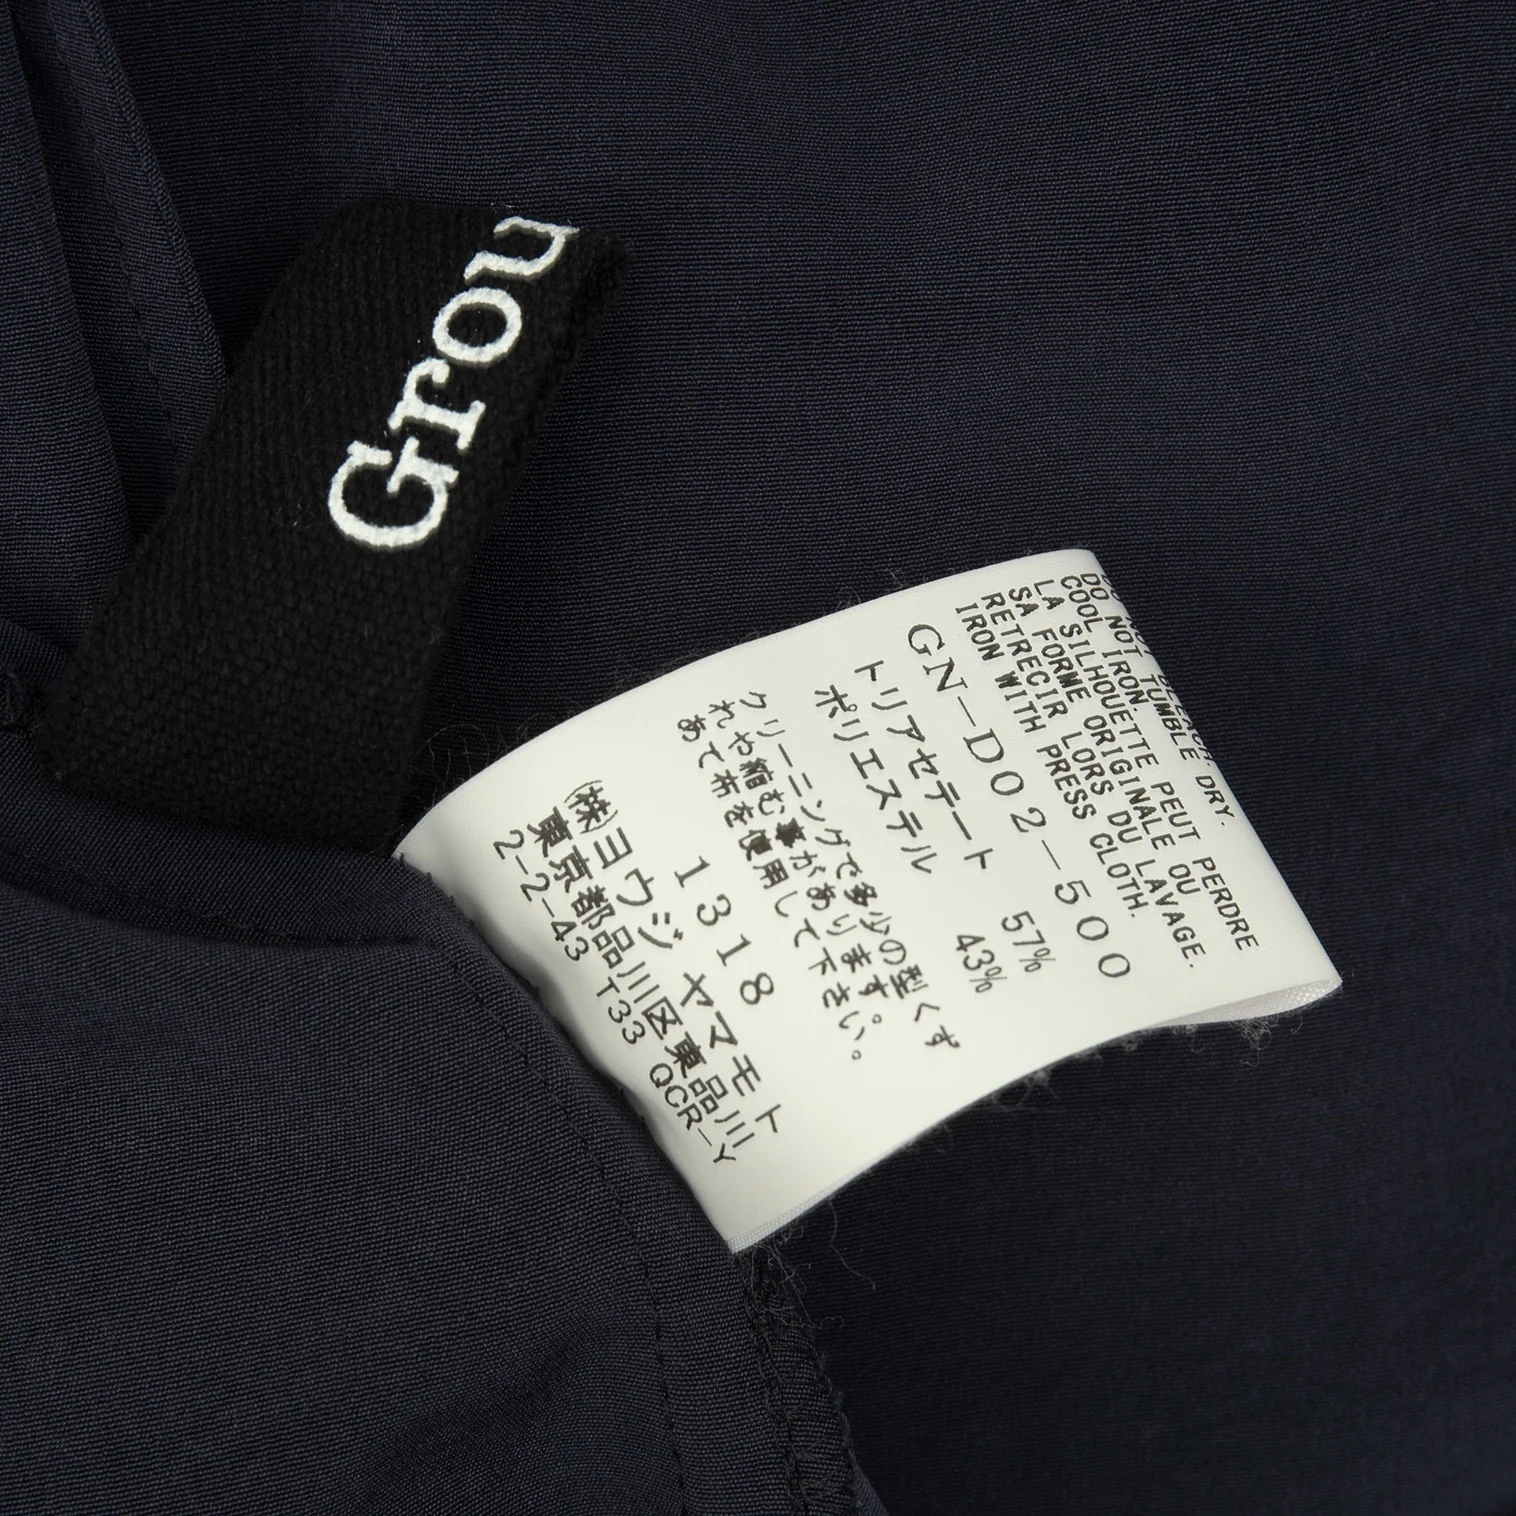 Grou
DO NOT TUMBLE DRY.
DO NOT IRON.
COOL
LA SILHOUETTE PEUT PERDRE
SA FORME ORIGINALE OU
RETRECIR LORS DU LAVAGE.
IRON WITH PRESS CLOTH.
GN-D02-500
トリアセテート 57%
ポリエステル 43%
クリーニングで多少の型くず
れや縮む事があります。
あて布を使用して下さい。
1318
(株)ヨウジ ヤマモト
東京都品川区東品川
2-2-43 T33 QCR-Y